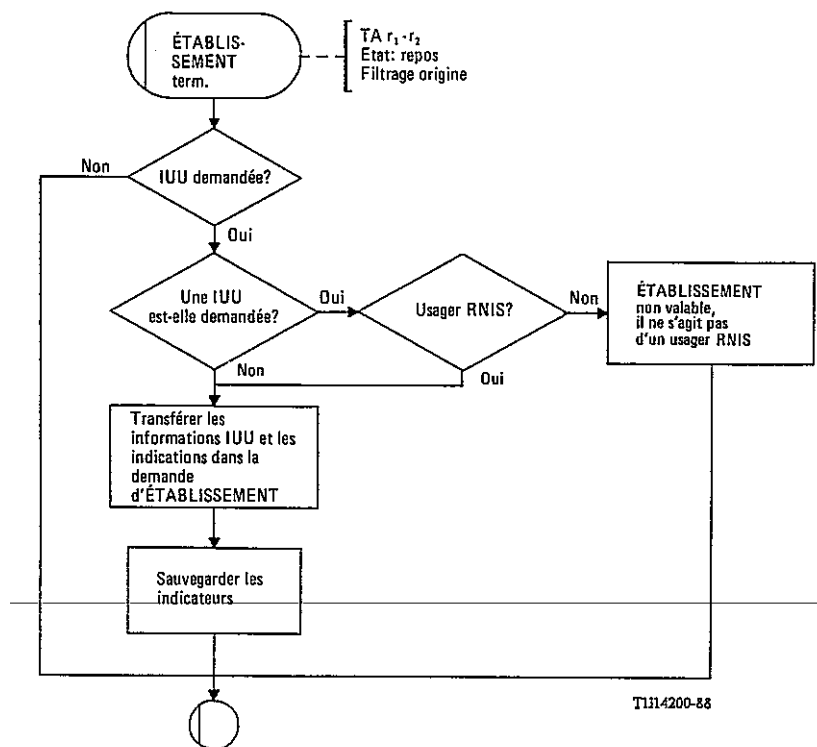 ÉTABLIS-
SEMENT
term.
TA r₁-r₂
Etat: repos
Filtrage origine
Non
IUU demandée?
Oui
Une IUU
est-elle demandée?
Oui
Usager RNIS?
Non
ÉTABLISSEMENT
non valable,
il ne s'agit pas
d'un usager RNIS
Non
Oui
Transférer les
informations IUU et les
indications dans la
demande
d'ÉTABLISSEMENT
Sauvegarder les
indicateurs
T1114200-88